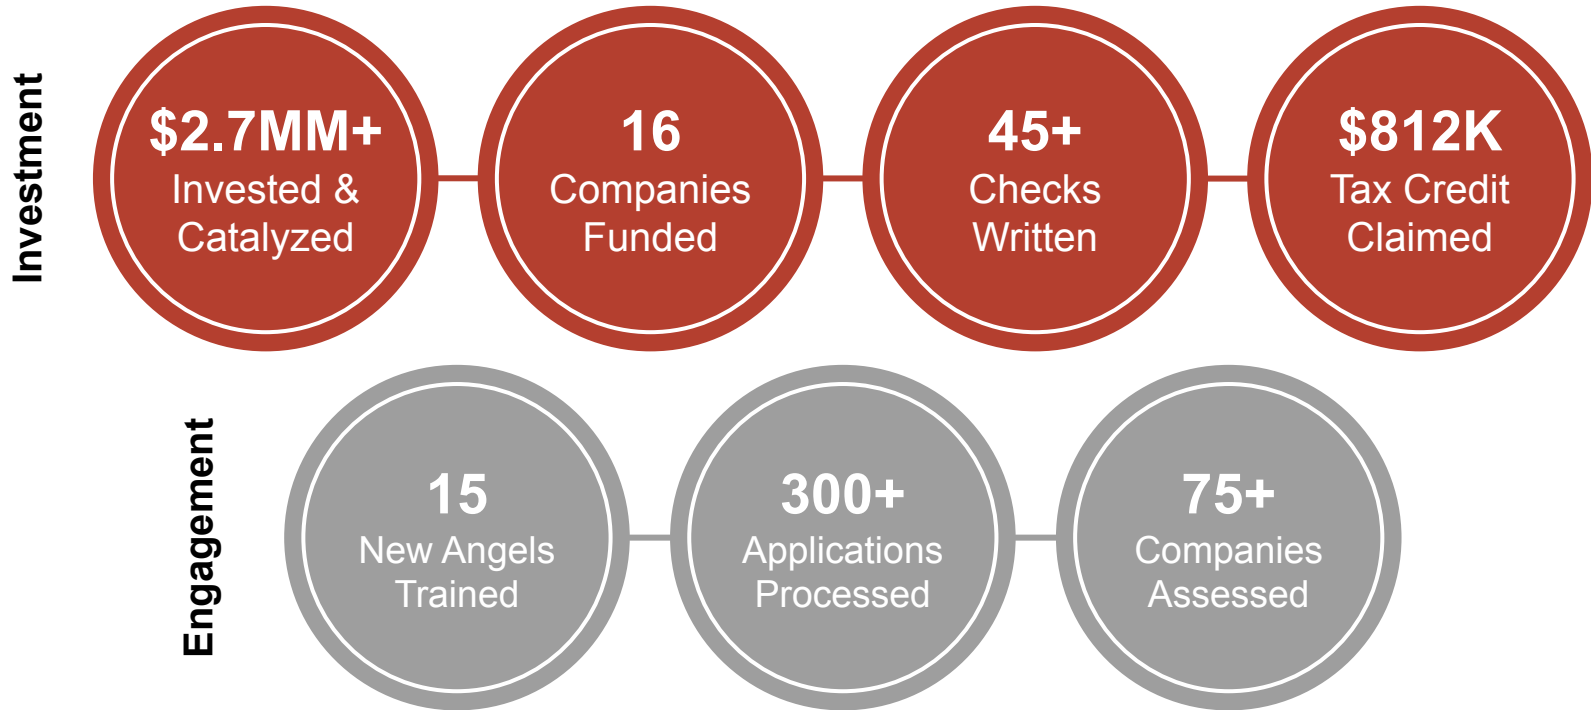 Investment
$2.7MM+
Invested &
Catalyzed
16
Companies
Funded
45+
Checks
Written
$812K
Tax Credit
Claimed
Engagement
15
New Angels
Trained
300+
Applications
Processed
75+
Companies
Assessed